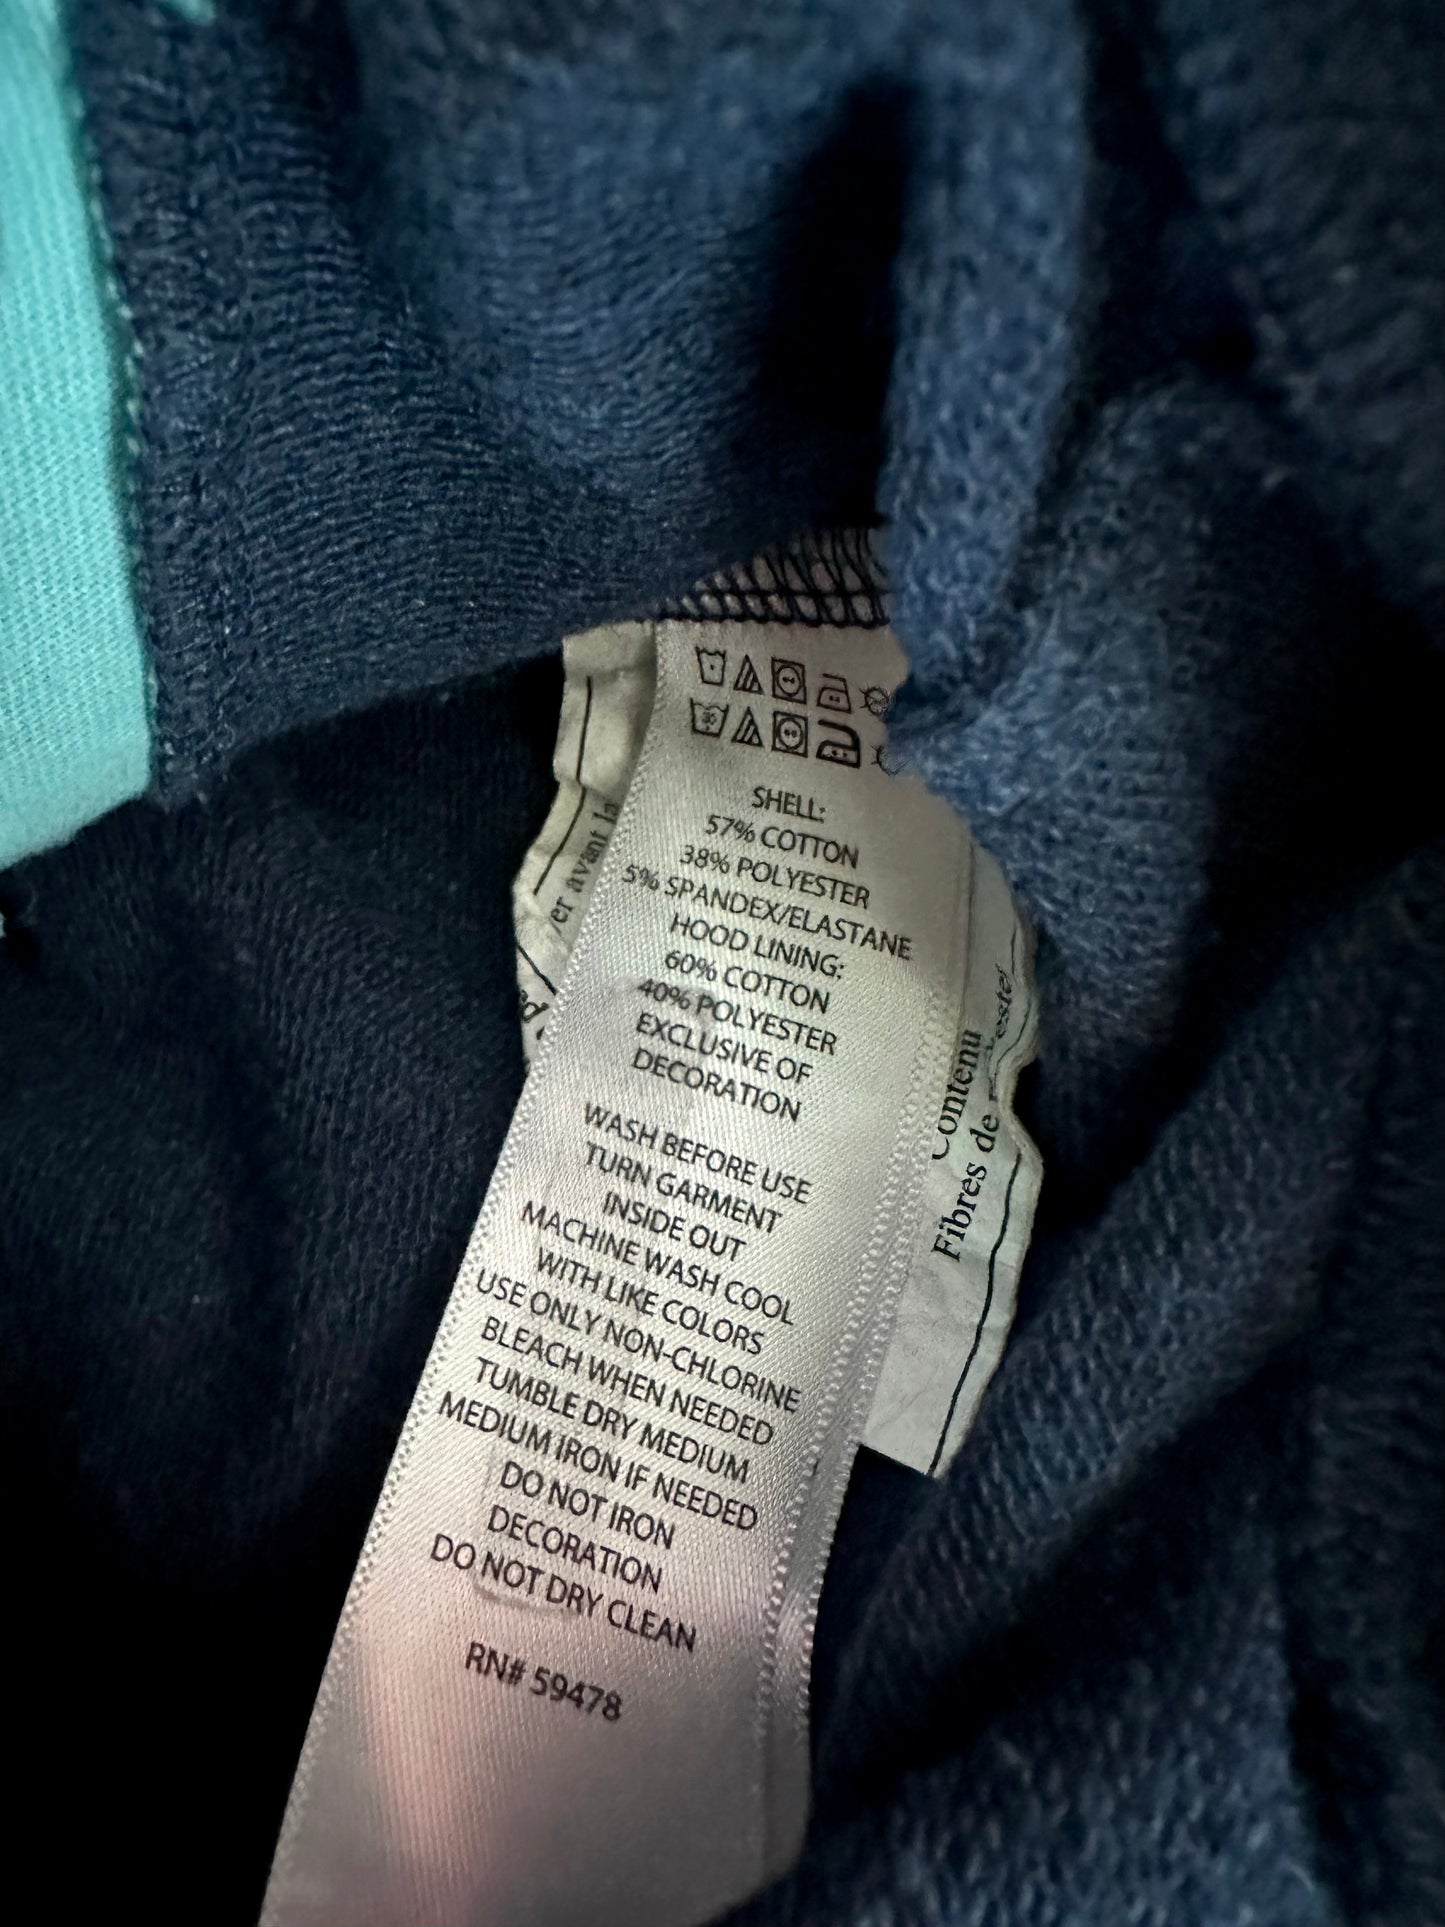 SHELL:
57% COTTON
38% POLYESTER
5% SPANDEX/ELASTANE
HOOD LINING:
60% COTTON
40% POLYESTER
EXCLUSIVE OF
DECORATION
WASH BEFORE USE
TURN GARMENT
INSIDE OUT
MACHINE WASH COOL
WITH LIKE COLORS
USE ONLY NON-CHLORINE
BLEACH WHEN NEEDED
TUMBLE DRY MEDIUM
MEDIUM IRON IF NEEDED
DO NOT IRON
DECORATION
DO NOT DRY CLEAN
RN# 59478
avant la
Contenu
Fibres de